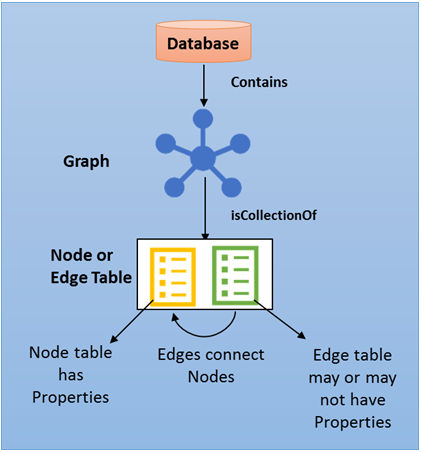 Database
Contains
Graph
isCollectionOf
Node or
Edge Table
Node table
has
Properties
Edges connect
Nodes
Edge table
may or may
not have
Properties